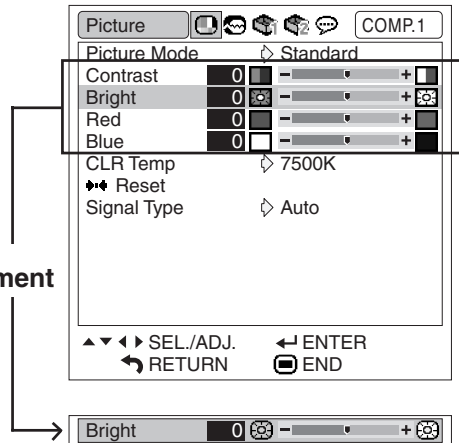 Picture COMP.1
Picture Mode Standard
Contrast 0 - +
Bright 0 - +
Red 0 - +
Blue 0 - +
CLR Temp 7500K
Reset
Signal Type Auto
ment
SEL./ADJ. ENTER
RETURN END
Bright 0 - +